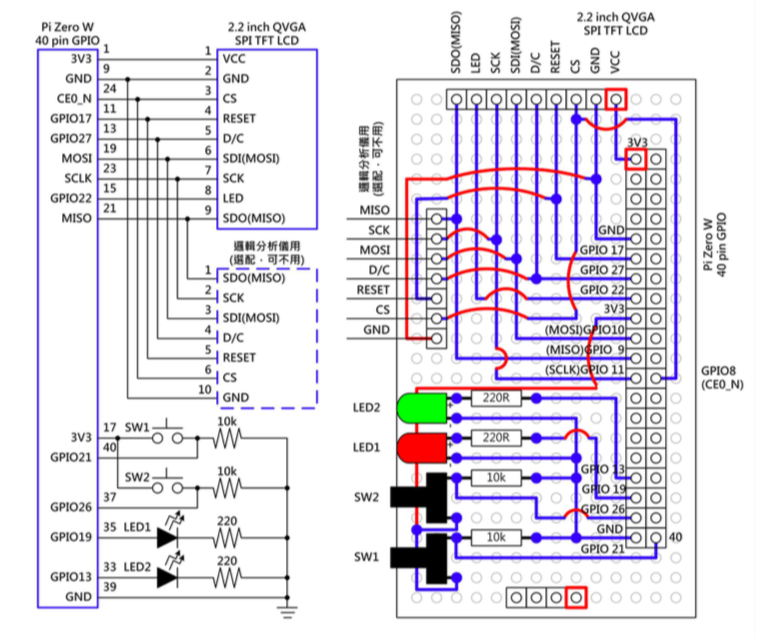 Pi Zero W
40 pin GPIO
2.2 inch QVGA
SPI TFT LCD
3V3 1
GND 9
CE0_N 24
GPIO17 11
GPIO27 13
MOSI 19
SCLK 23
GPIO22 15
MISO 21
1 VCC
2 GND
3 CS
4 RESET
5 D/C
6 SDI(MOSI)
7 SCK
8 LED
9 SDO(MISO)
邏輯分析儀用
(選配，可不用)
1 SDO(MISO)
2 SCK
3 SDI(MOSI)
4 D/C
5 RESET
6 CS
10 GND
3V3 17 SW1 10k
GPIO21 40
SW2 10k
GPIO26 37
GPIO19 35 LED1 220
GPIO13 33 LED2 220
GND 39
2.2 inch QVGA
SPI TFT LCD
SDO(MISO)
LED
SCK
SDI(MOSI)
D/C
RESET
CS
GND
VCC
邏輯分析儀用
(選配，可不用)
MISO
SCK
MOSI
D/C
RESET
CS
GND
3V3
GND
GPIO 17
GPIO 27
GPIO 22
3V3
(MOSI)GPIO10
(MISO)GPIO 9
(SCLK)GPIO 11
Pi Zero W
40 pin GPIO
GPIO8
(CE0_N)
LED2 + 220R
-
LED1 + 220R
-
SW2 10k
GPIO 13
GPIO 19
GPIO 26
GND
SW1 10k 40
GPIO 21